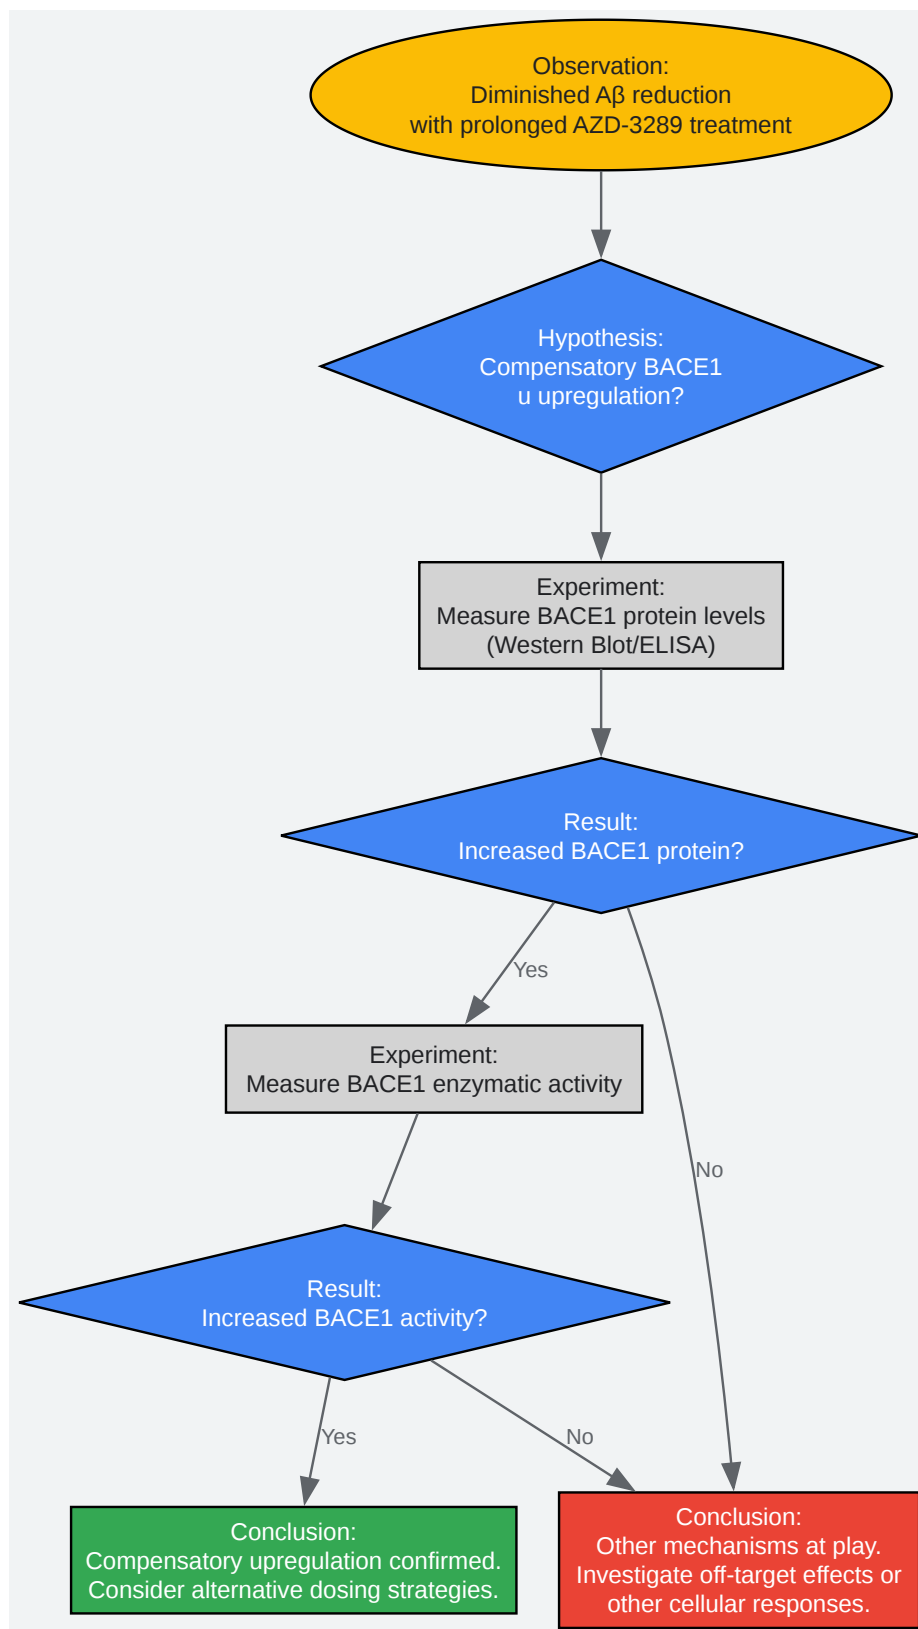 Observation:
Diminished Aβ reduction
with prolonged AZD-3289 treatment
Hypothesis:
Compensatory BACE1
u upregulation?
Experiment:
Measure BACE1 protein levels
(Western Blot/ELISA)
Result:
Increased BACE1 protein?
Yes
Experiment:
Measure BACE1 enzymatic activity
No
Result:
Increased BACE1 activity?
Yes
No
Conclusion:
Compensatory upregulation confirmed.
Consider alternative dosing strategies.
Conclusion:
Other mechanisms at play.
Investigate off-target effects or
other cellular responses.